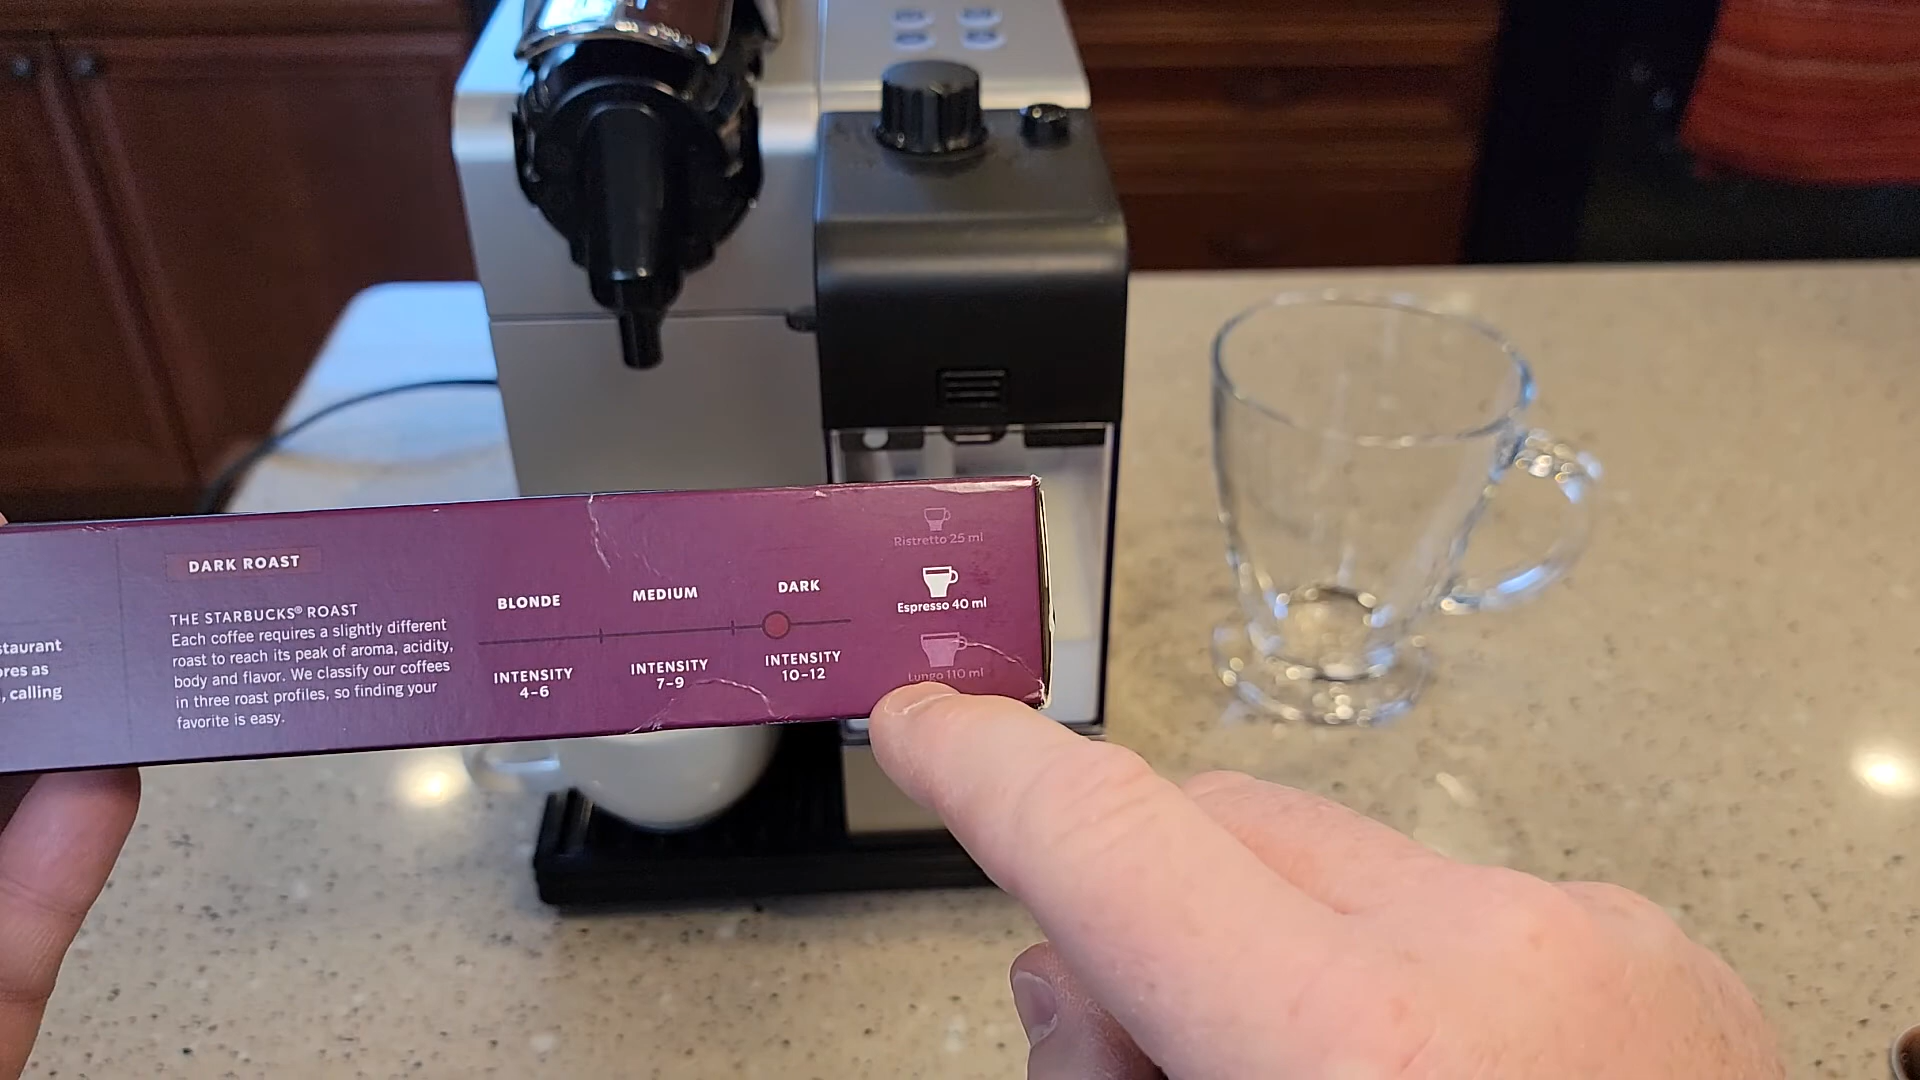 staurant
res as
, calling
DARK ROAST
THE STARBUCKS® ROAST
Each coffee requires a slightly different
roast to reach its peak of aroma, acidity,
body and flavor. We classify our coffees
in three roast profiles, so finding your
favorite is easy.
BLONDE
MEDIUM
DARK
INTENSITY
4-6
INTENSITY
7-9
INTENSITY
10-12
Ristretto 25 ml
Espresso 40 ml
Lungo 110 ml